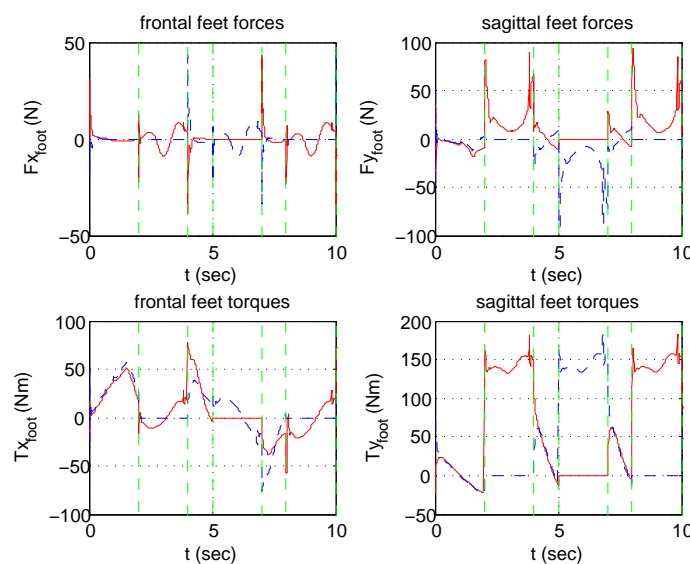 frontal feet forces
50
0
−50
Fx_foot (N)
0
5
10
t (sec)
sagittal feet forces
100
50
0
−50
−100
Fy_foot (N)
0
5
10
t (sec)
frontal feet torques
100
50
0
−50
−100
Tx_foot (Nm)
0
5
10
t (sec)
sagittal feet torques
200
150
100
50
0
−50
Ty_foot (Nm)
0
5
10
t (sec)